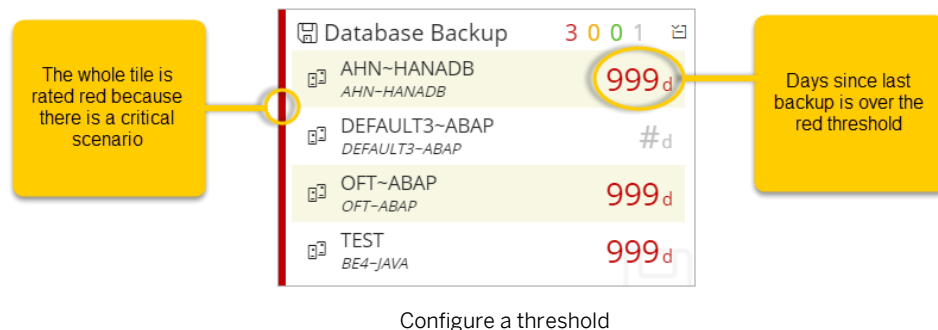 The whole tile is
rated red because
there is a critical
scenario
Database Backup 3 0 0 1
AHN~HANADB
AHN~HANADB
999d
DEFAULT3~ABAP
DEFAULT3~ABAP
#d
OFT~ABAP
OFT~ABAP
999d
TEST
BE4~JAVA
999d
Days since last
backup is over the
red threshold
Configure a threshold